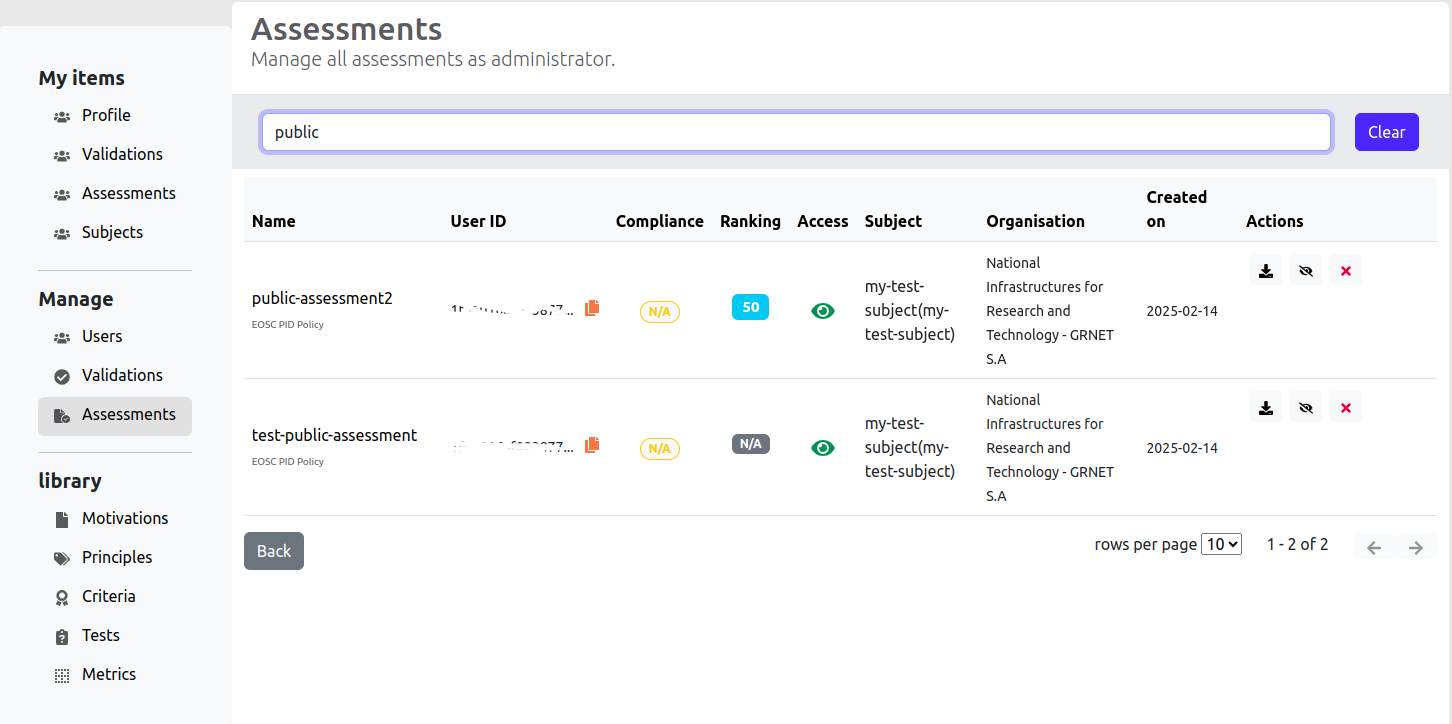 Assessments
Manage all assessments as administrator.
My items
Profile
Validations
Assessments
Subjects
Manage
Users
Validations
Assessments
library
Motivations
Principles
Criteria
Tests
Metrics
public
Clear
Name User ID Compliance Ranking Access Subject Organisation Created on Actions
public-assessment2
EOSC PID Policy
N/A
50
my-test-
subject(my-
test-subject)
National
Infrastructures for
Research and
Technology - GRNET
S.A
2025-02-14
test-public-assessment
EOSC PID Policy
N/A
N/A
my-test-
subject(my-
test-subject)
National
Infrastructures for
Research and
Technology - GRNET
S.A
2025-02-14
Back
rows per page 10 1 - 2 of 2